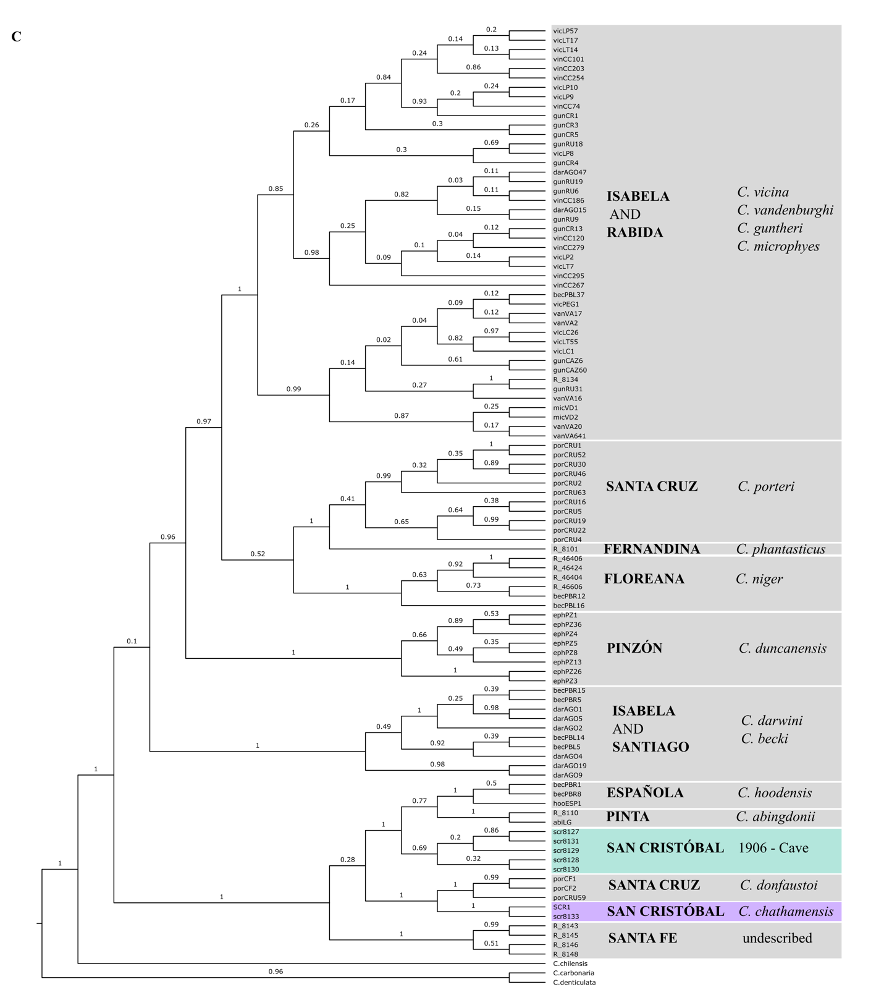 C
0.2
vicLP57
0.14
vicLT17
0.24
0.13
vicLT14
vinCC101
0.84
0.86
vinCC203
vinCC254
0.17
0.93
0.2
0.24
vicLP10
vicLP9
vinCC74
gunCR1
0.26
0.3
gunCR3
gunCR5
0.3
0.69
gunRU18
vicLP8
gunCR4
0.85
0.82
0.03
0.11
darAGO47
gunRU19
0.11
gunRU6
vinCC186
0.15
darAGO15
gunRU9
0.98
0.25
0.09
0.1
0.04
0.12
gunCR13
vinCC120
vinCC279
0.14
vicLP2
vicLT7
vinCC295
vinCC267
ISABELA
AND
RABIDA
C. vicina
C. vandenburghi
C. guntheri
C. microphyes
1
0.99
0.14
0.02
0.04
0.09
0.12
becPBL37
vicPEG1
0.12
vanVA17
vanVA2
0.82
0.97
vicLC26
vicLT55
vicLC1
0.61
gunCAZ6
gunCAZ60
0.27
1
R_8134
gunRU31
vanVA16
0.87
0.25
micVD1
micVD2
0.17
vanVA20
vanVA641
0.97
0.52
1
0.41
0.99
0.32
0.35
1
porCRU1
porCRU52
0.89
porCRU30
porCRU46
porCRU2
porCRU63
0.65
0.64
0.38
porCRU16
porCRU5
0.99
porCRU19
porCRU22
porCRU4
SANTA CRUZ
C. porteri
R_8101
FERNANDINA
C. phantasticus
1
0.63
0.92
1
R_46406
R_46424
R_46404
0.73
R_46606
becPBR12
becPBL16
FLOREANA
C. niger
0.96
1
0.66
0.89
0.53
ephPZ1
ephPZ36
ephPZ4
0.49
0.35
ephPZ5
ephPZ8
ephPZ13
1
ephPZ26
ephPZ3
PINZÓN
C. duncanensis
0.1
1
0.49
1
0.25
0.39
becPBR15
becPBR5
0.98
darAGO1
darAGO5
darAGO2
0.92
0.39
becPBL14
becPBL5
darAGO4
0.98
darAGO19
darAGO9
ISABELA
AND
SANTIAGO
C. darwini
C. becki
1
1
0.28
1
0.77
1
0.5
becPBR1
becPBR8
hooESP1
ESPAÑOLA
C. hoodensis
1
R_8110
abiLG
PINTA
C. abingdonii
0.69
0.2
0.86
scr8127
scr8131
scr8129
0.32
scr8128
scr8130
SAN CRISTÓBAL
1906 - Cave
1
1
0.99
porCF1
porCF2
porCRU59
SANTA CRUZ
C. donfaustoi
1
SCR1
scr8133
SAN CRISTÓBAL
C. chathamensis
1
0.99
R_8143
R_8145
0.51
R_8146
R_8148
SANTA FE
undescribed
1
C.chilensis
0.96
C.carbonaria
C.denticulata